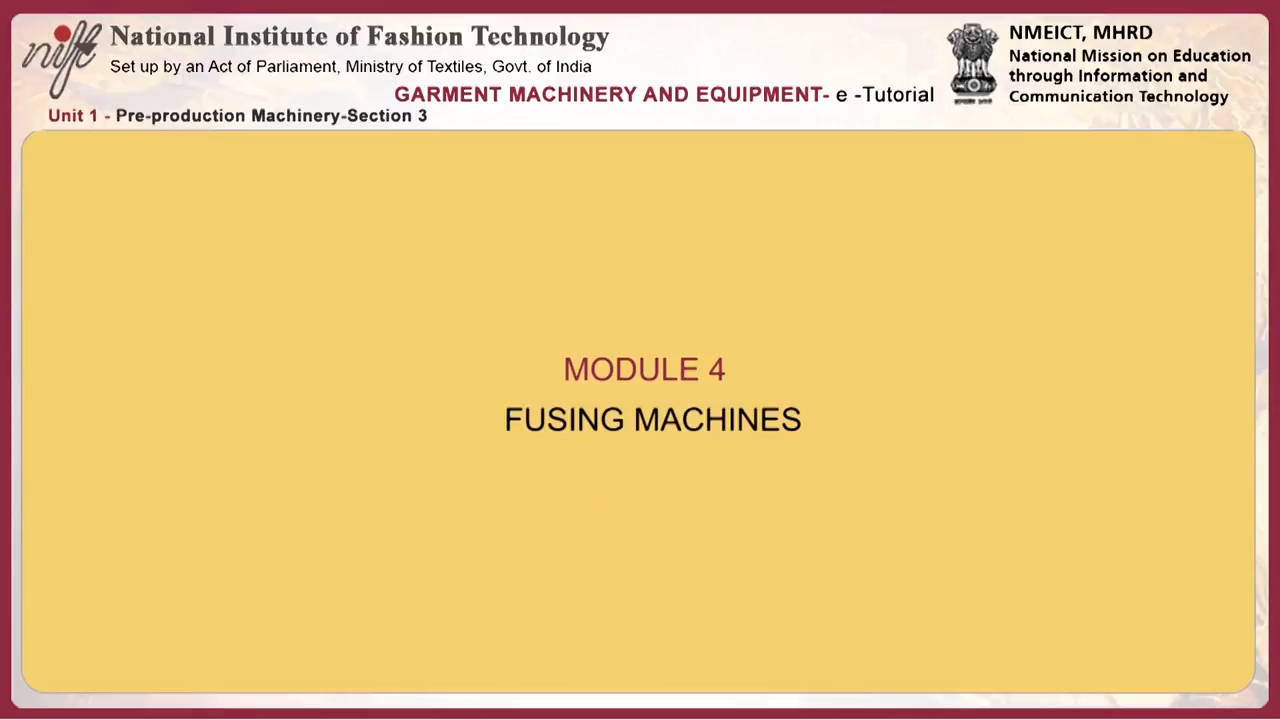 nift
National Institute of Fashion Technology
Set up by an Act of Parliament, Ministry of Textiles, Govt. of India
GARMENT MACHINERY AND EQUIPMENT- e -Tutorial
NMEICT, MHRD
National Mission on Education
through Information and
Communication Technology
Unit 1 - Pre-production Machinery-Section 3
MODULE 4
FUSING MACHINES